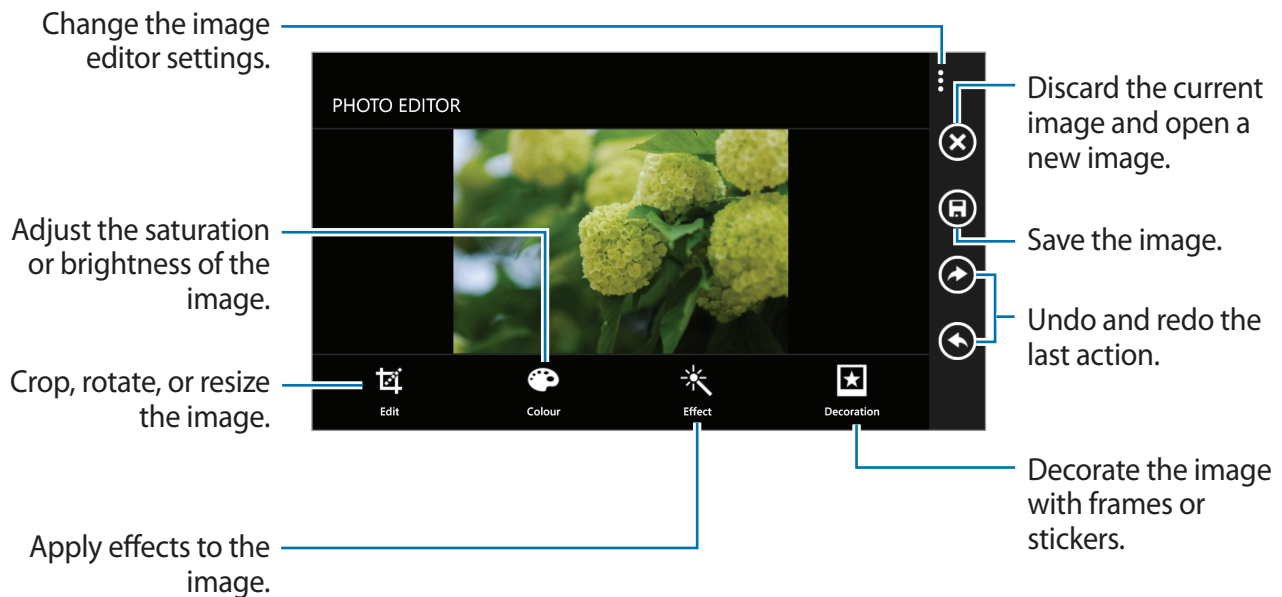 Change the image
editor settings.
PHOTO EDITOR
Discard the current
image and open a
new image.
Adjust the saturation
or brightness of the
image.
Save the image.
Undo and redo the
last action.
Crop, rotate, or resize
the image.
Edit
Colour
Effect
Decoration
Decorate the image
with frames or
stickers.
Apply effects to the
image.